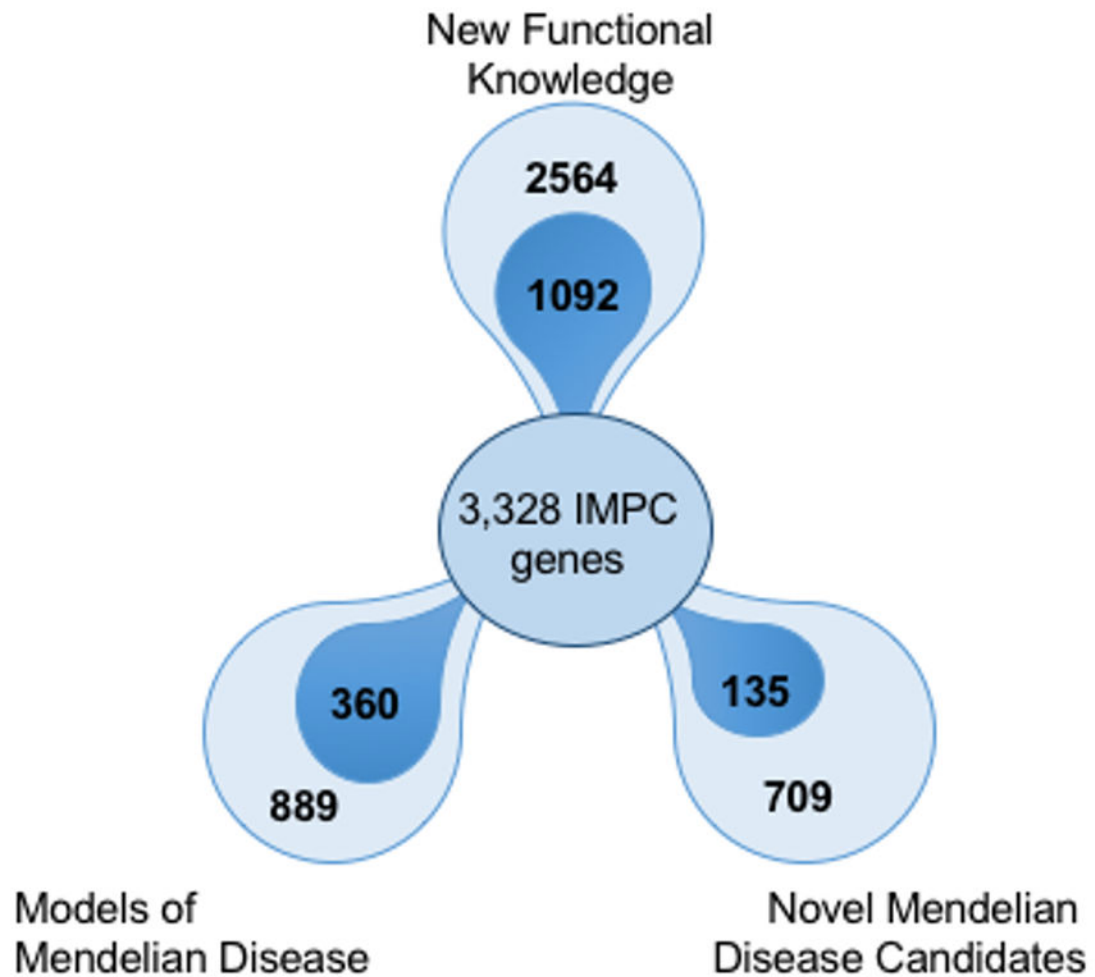 New Functional
Knowledge
2564
1092
3,328 IMPC
genes
360
889
135
709
Models of
Mendelian Disease
Novel Mendelian
Disease Candidates